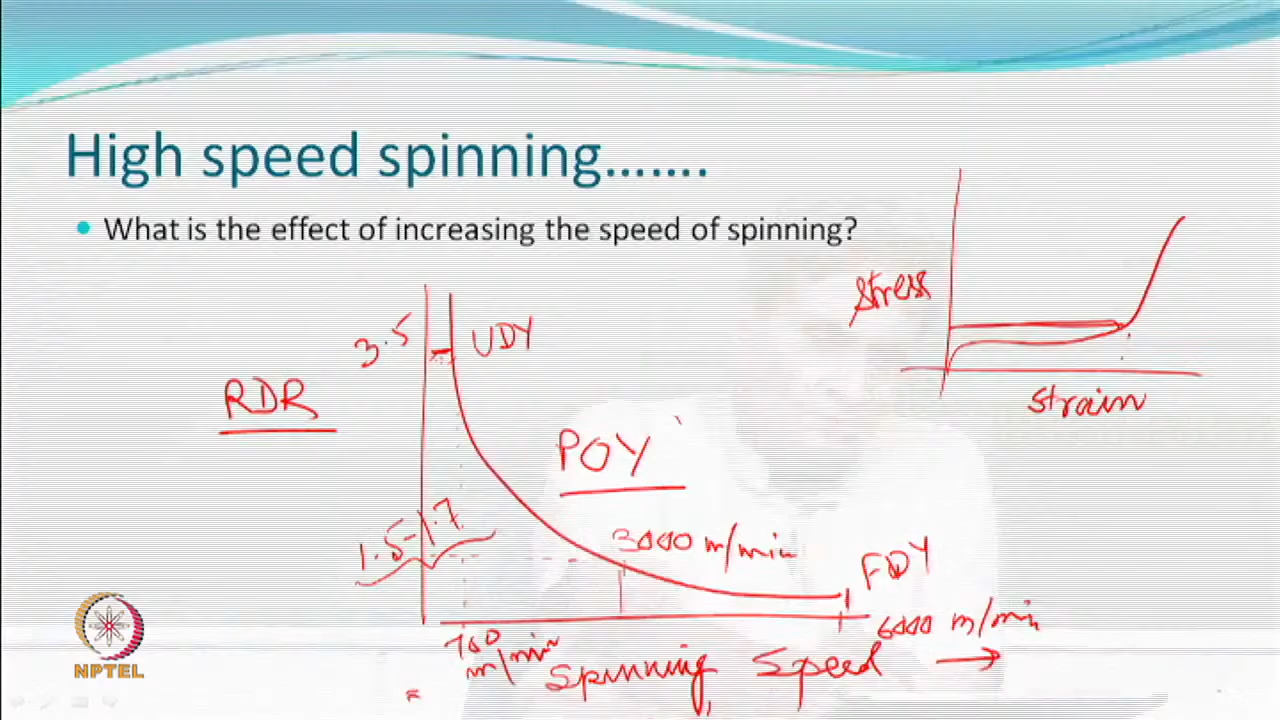 High speed spinning.......
What is the effect of increasing the speed of spinning?
Stress
Strain
3.5
UDY
RDR
POY
1.5-1.7
3000 m/min
FDY
6000 m/min
700
m/min
Spinning Speed
NPTEL